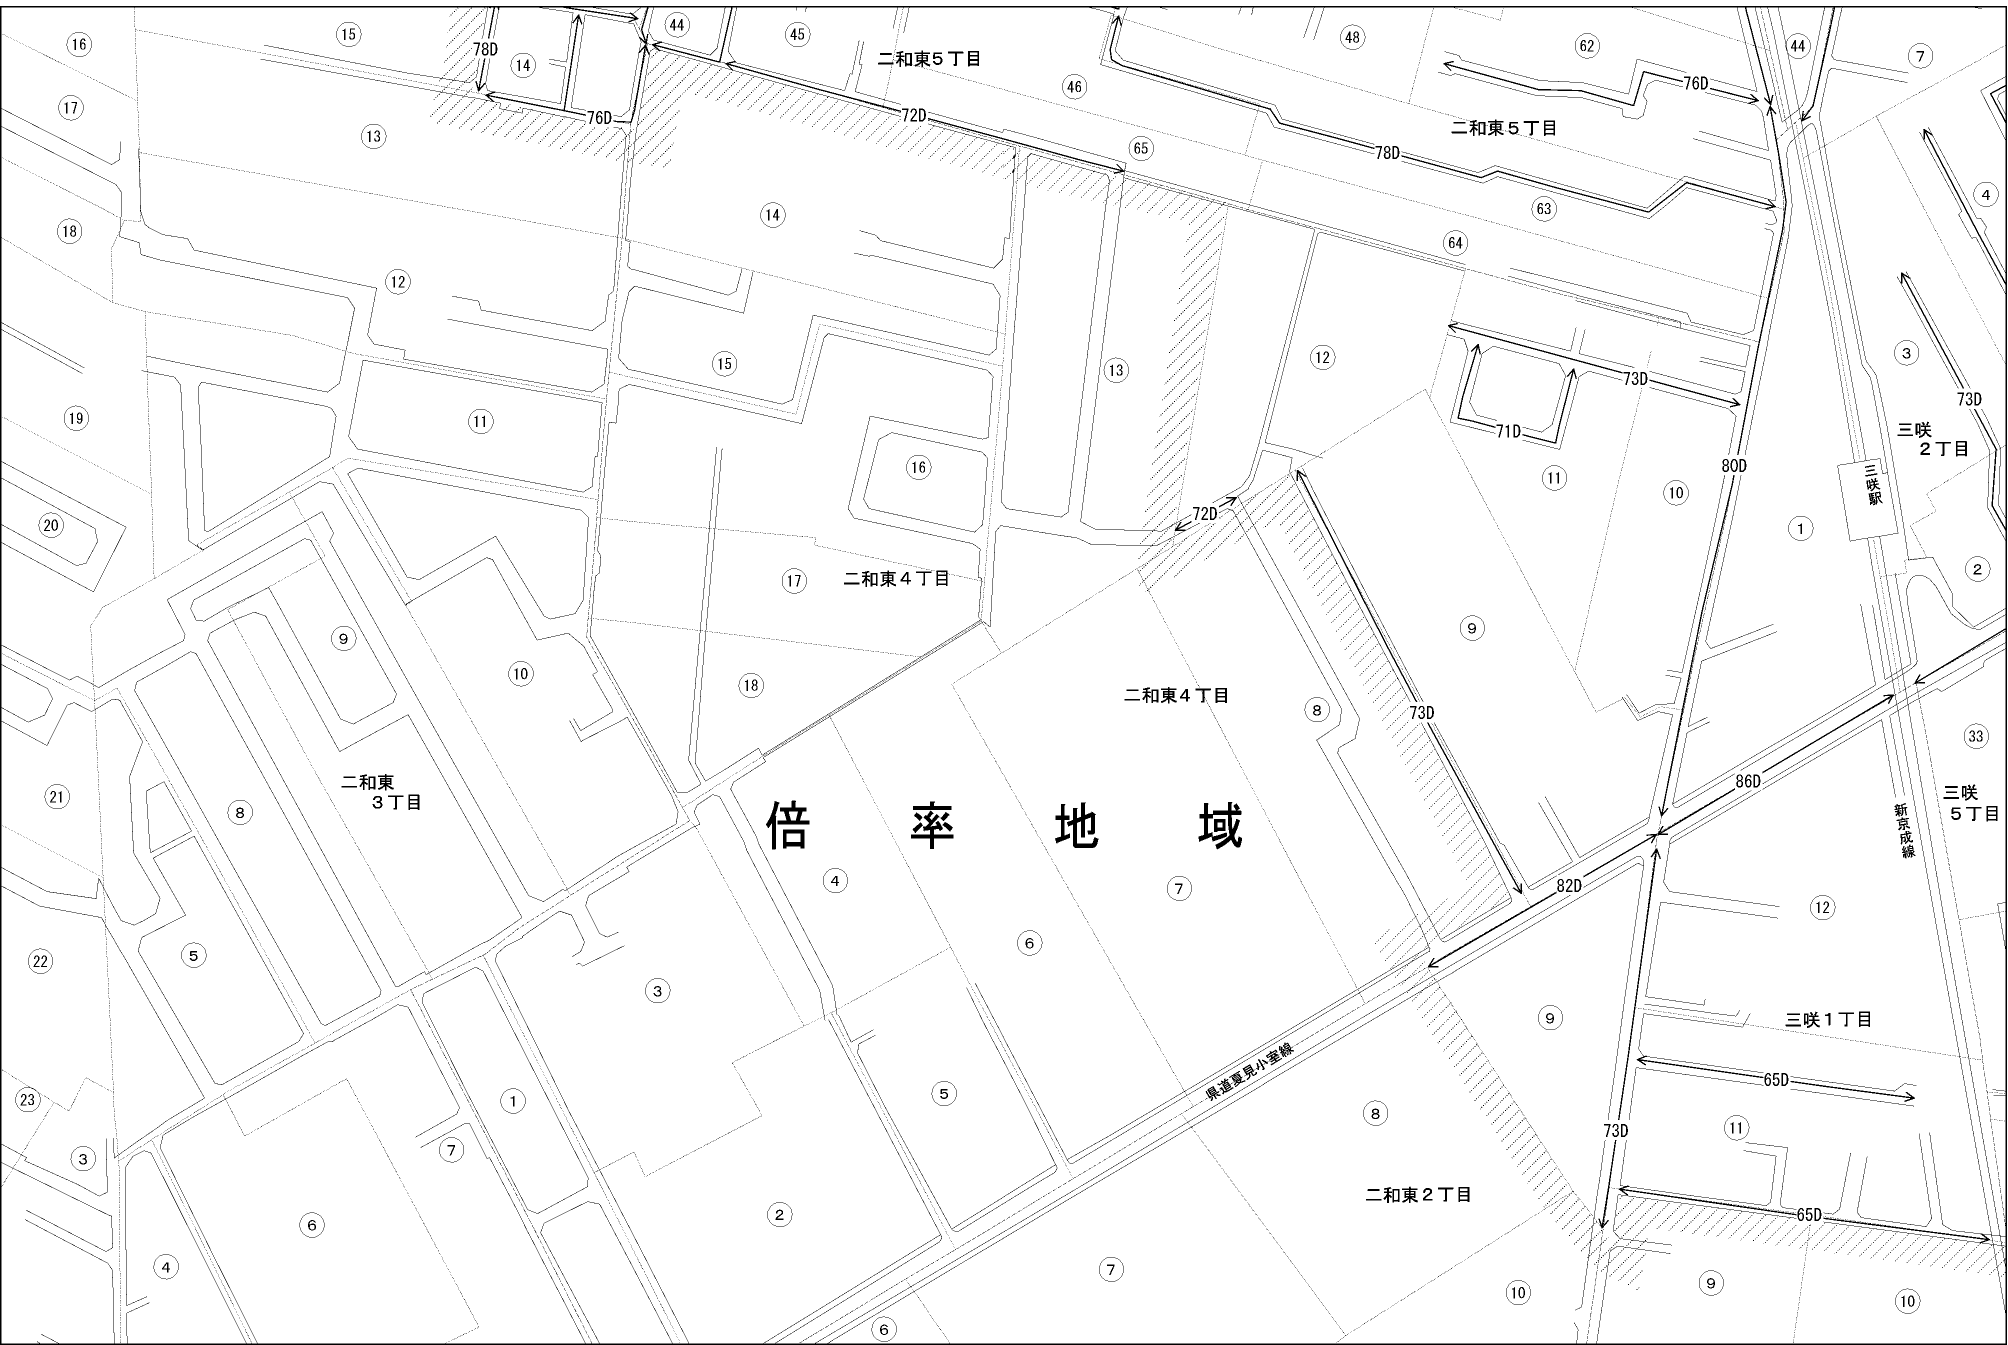 15
44
45
二和東５丁目
48
62
44
7
16
14
78D
76D
46
76D
17
13
76D
72D
65
二和東５丁目
78D
4
18
14
63
64
12
3
15
13
12
73D
73D
19
11
16
71D
三咲
２丁目
80D
三咲駅
11
10
20
72D
1
2
17
二和東４丁目
9
10
9
18
二和東４丁目
8
73D
33
二和東
３丁目
21
8
86D
三咲
５丁目
倍率地域
新京成線
4
7
82D
12
22
5
6
3
9
三咲１丁目
県道夏見小室線
65D
23
1
5
8
73D
11
3
7
二和東２丁目
6
2
65D
4
7
10
9
10
6